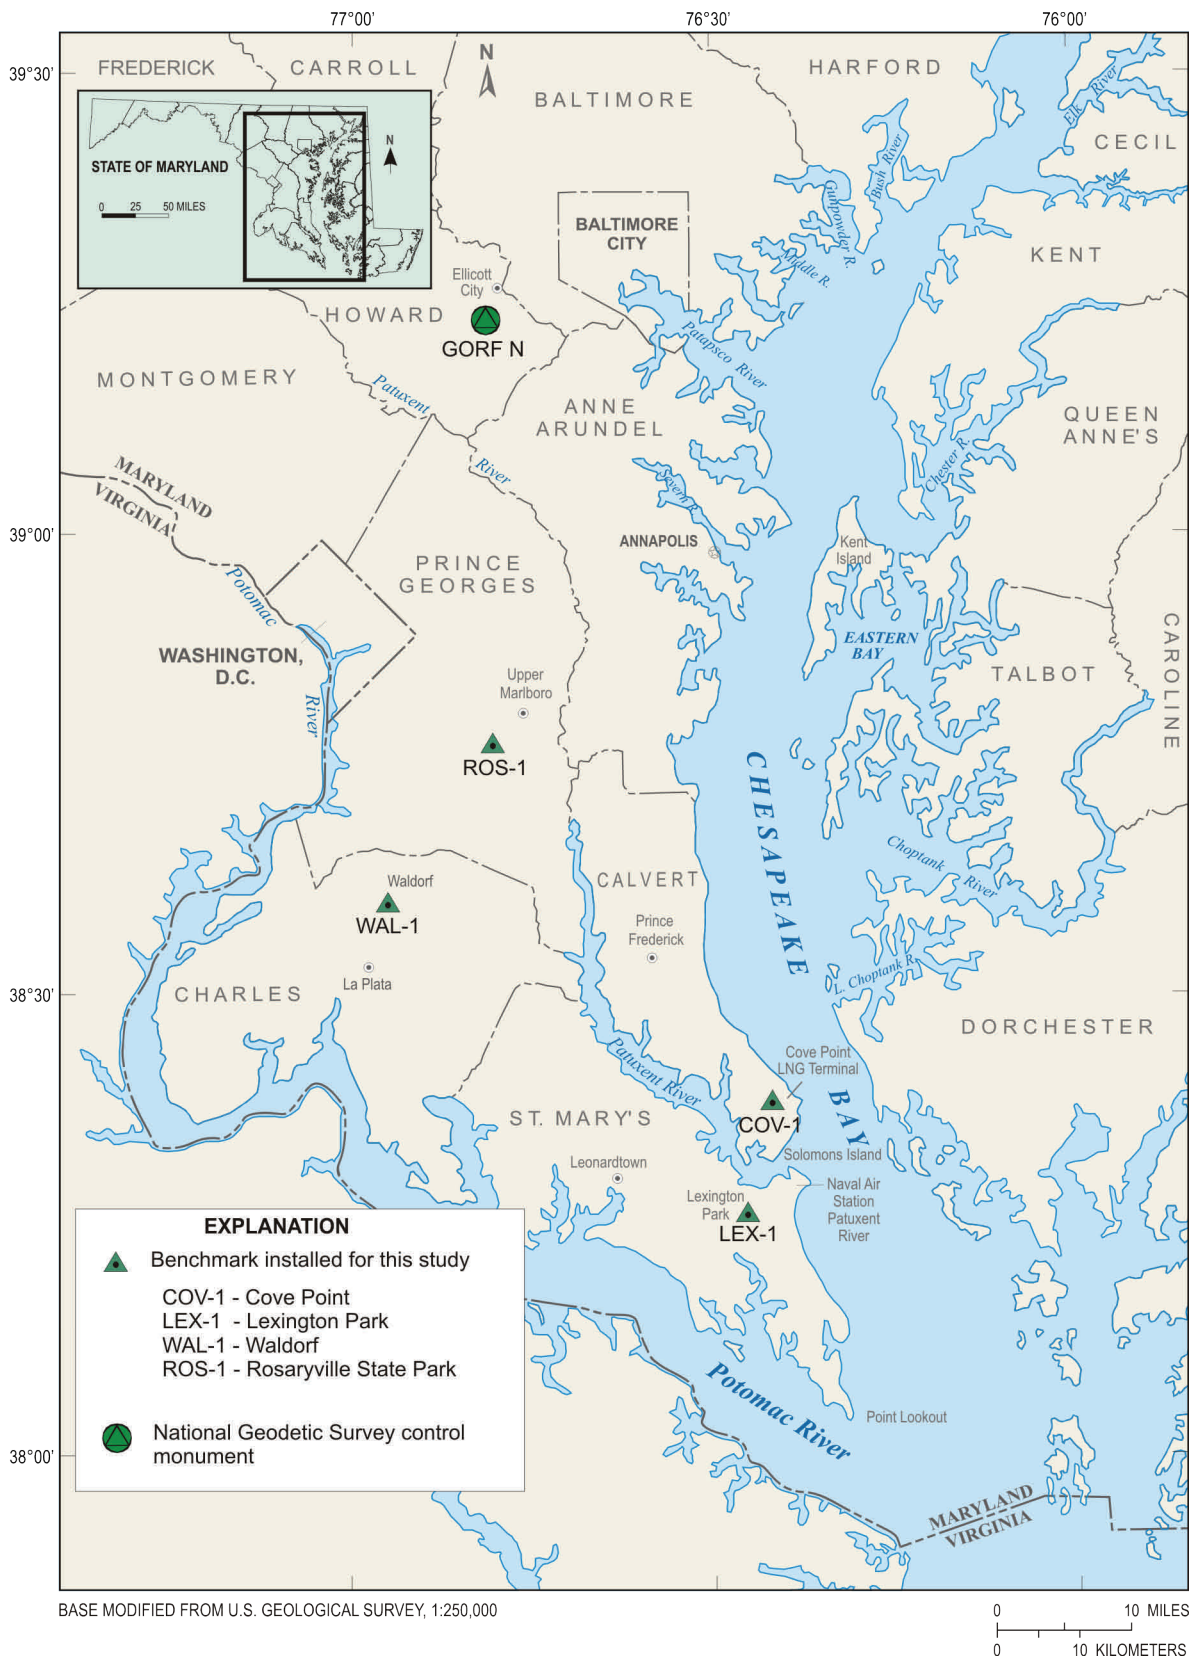 77°00'
76°30'
76°00'
39°30'
39°00'
38°30'
38°00'
FREDERICK
CARROLL
N
BALTIMORE
HARFORD
Elk River
CECIL
STATE OF MARYLAND
N
0 25 50 MILES
Bush River
Gunpowder R.
Middle R.
BALTIMORE
CITY
KENT
Ellicott
City
HOWARD
GORF N
Patapsco River
MONTGOMERY
Patuxent
River
ANNE
ARUNDEL
QUEEN
ANNE'S
Chester R.
Severn R.
MARYLAND
VIRGINIA
ANNAPOLIS
Kent
Island
PRINCE
GEORGES
Potomac
River
EASTERN
BAY
CAROLINE
WASHINGTON,
D.C.
TALBOT
Upper
Marlboro
ROS-1
CHESAPEAKE
BAY
Choptank
River
Waldorf
WAL-1
CALVERT
Prince
Frederick
L. Choptank R.
La Plata
CHARLES
DORCHESTER
Patuxent River
Cove Point
LNG Terminal
COV-1
ST. MARY'S
Solomons Island
Leonardtown
Lexington
Park
LEX-1
Naval Air
Station
Patuxent
River
Potomac River
Point Lookout
MARYLAND
VIRGINIA
EXPLANATION
Benchmark installed for this study
COV-1 - Cove Point
LEX-1 - Lexington Park
WAL-1 - Waldorf
ROS-1 - Rosaryville State Park
National Geodetic Survey control
monument
BASE MODIFIED FROM U.S. GEOLOGICAL SURVEY, 1:250,000
0 10 MILES
0 10 KILOMETERS